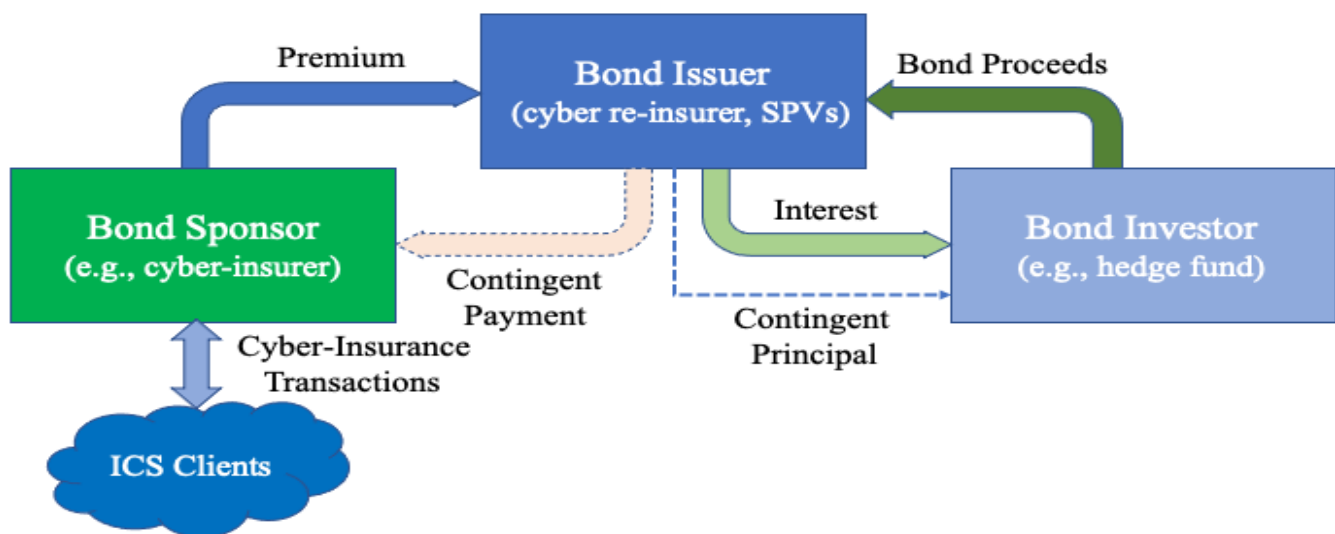 Premium
Bond Issuer
(cyber re-insurer, SPVs)
Bond Proceeds
Bond Sponsor
(e.g., cyber-insurer)
Contingent
Payment
Interest
Contingent
Principal
Bond Investor
(e.g., hedge fund)
Cyber-Insurance
Transactions
ICS Clients